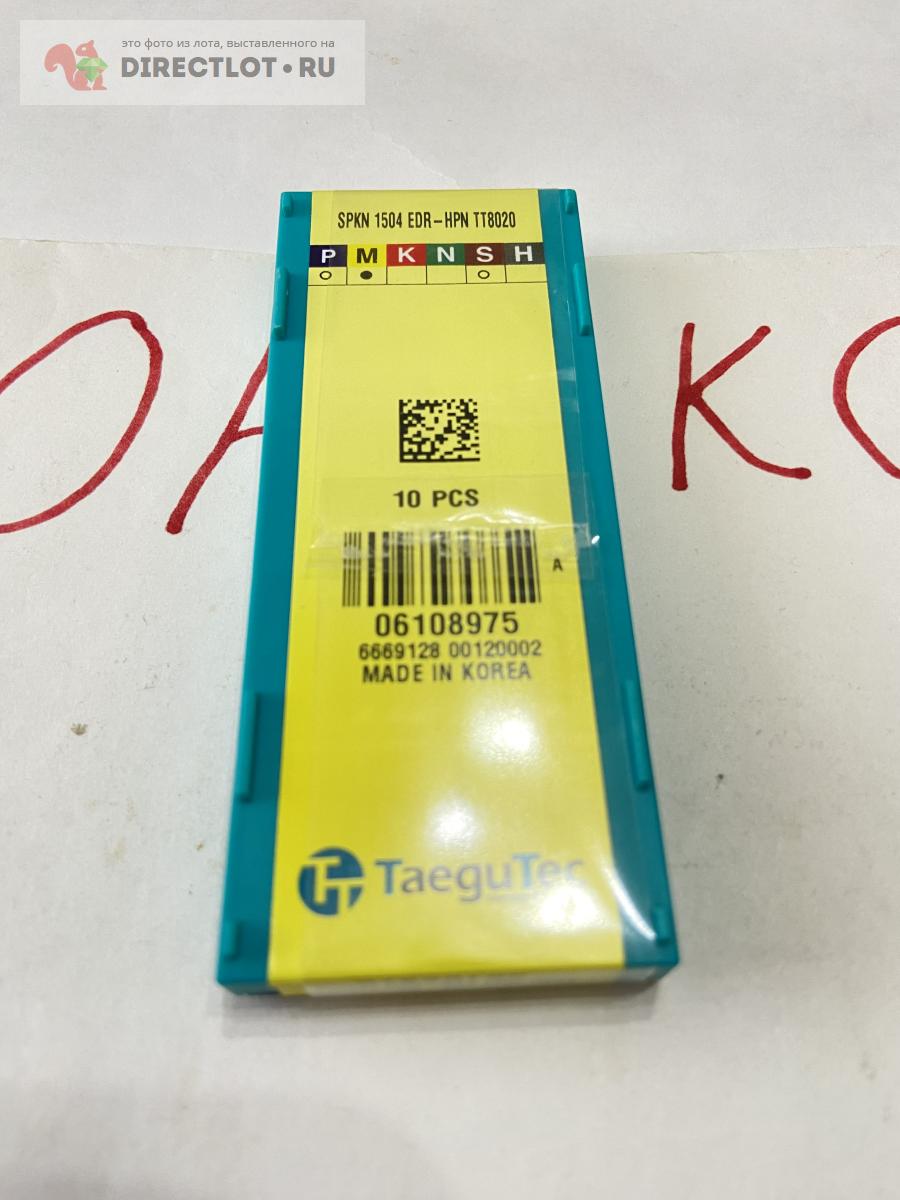 это фото из лота, выставленного на
DIRECTLOT•RU
SPKN 1504 EDR-HPN TT8020
P M K N S H
10 PCS
A
06108975
6669128 00120002
MADE IN KOREA
TaeguTec